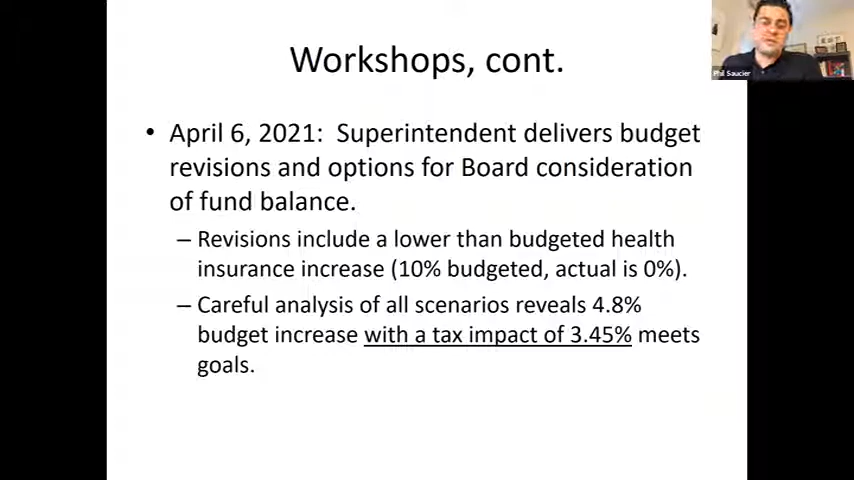 Workshops, cont.
Phil Saucier
• April 6, 2021:  Superintendent delivers budget
revisions and options for Board consideration
of fund balance.
– Revisions include a lower than budgeted health
insurance increase (10% budgeted, actual is 0%).
– Careful analysis of all scenarios reveals 4.8%
budget increase with a tax impact of 3.45% meets
goals.